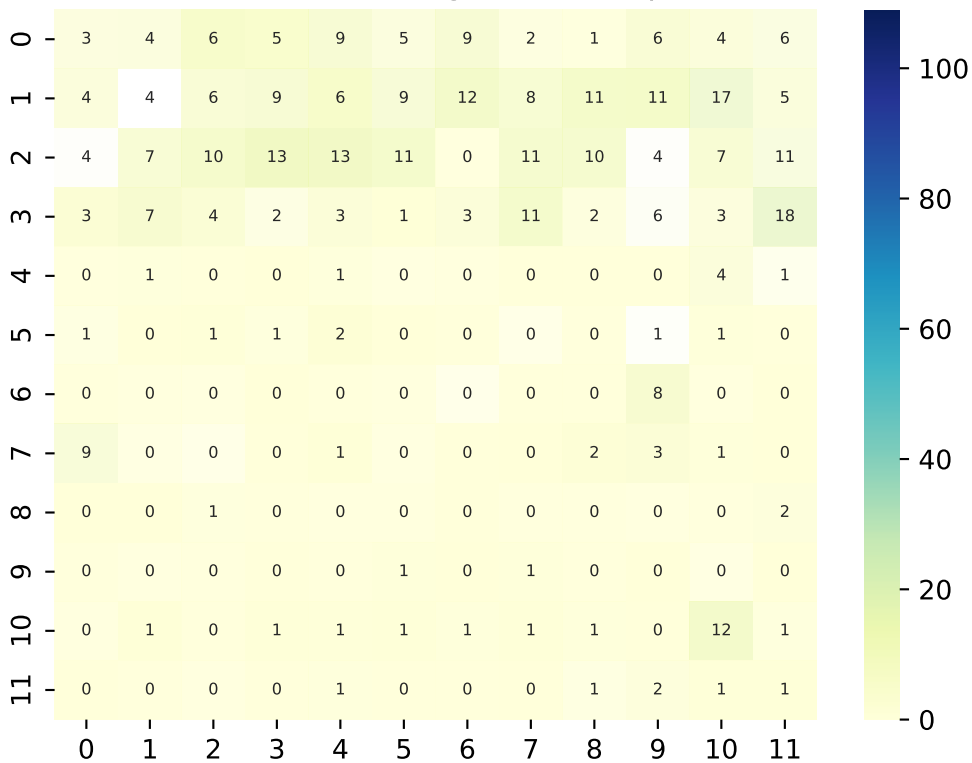 0 3 4 6 5 9 5 9 2 1 6 4 6
1 4 4 6 9 6 9 12 8 11 11 17 5
2 4 7 10 13 13 11 0 11 10 4 7 11
3 3 7 4 2 3 1 3 11 2 6 3 18
4 0 1 0 0 1 0 0 0 0 0 4 1
5 1 0 1 1 2 0 0 0 0 1 1 0
6 0 0 0 0 0 0 0 0 0 8 0 0
7 9 0 0 0 1 0 0 0 2 3 1 0
8 0 0 1 0 0 0 0 0 0 0 0 2
9 0 0 0 0 0 1 0 1 0 0 0 0
10 0 1 0 1 1 1 1 1 1 0 12 1
11 0 0 0 0 1 0 0 0 1 2 1 1
0 1 2 3 4 5 6 7 8 9 10 11
100
80
60
40
20
0